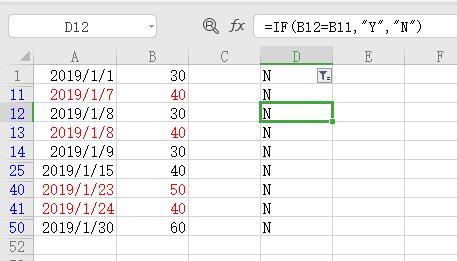 D12 fx =IF(B12=B11,"Y","N")
A B C D E F
1 2019/1/1 30 N
11 2019/1/7 40 N
12 2019/1/8 30 N
13 2019/1/8 40 N
14 2019/1/9 30 N
25 2019/1/15 40 N
40 2019/1/23 50 N
41 2019/1/24 40 N
50 2019/1/30 60 N
52
53